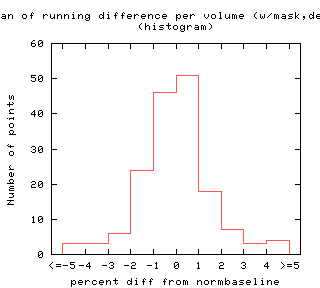 an of running difference per volume (w/mask,de
(histogram)
60
50
40
30
20
10
0
Number of points
<=-5 -4 -3 -2 -1 0 1 2 3 4 >=5
percent diff from normbaseline